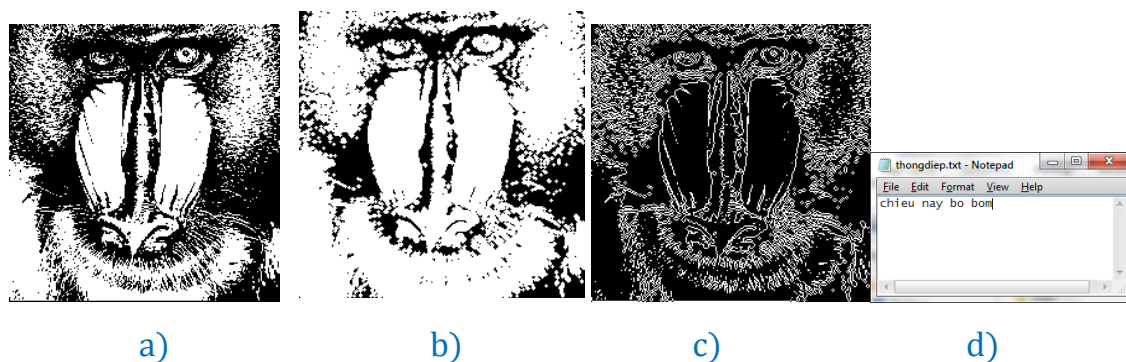 thongdiep.txt - Notepad
File Edit Format View Help
chieu nay bo bom
a) b) c) d)